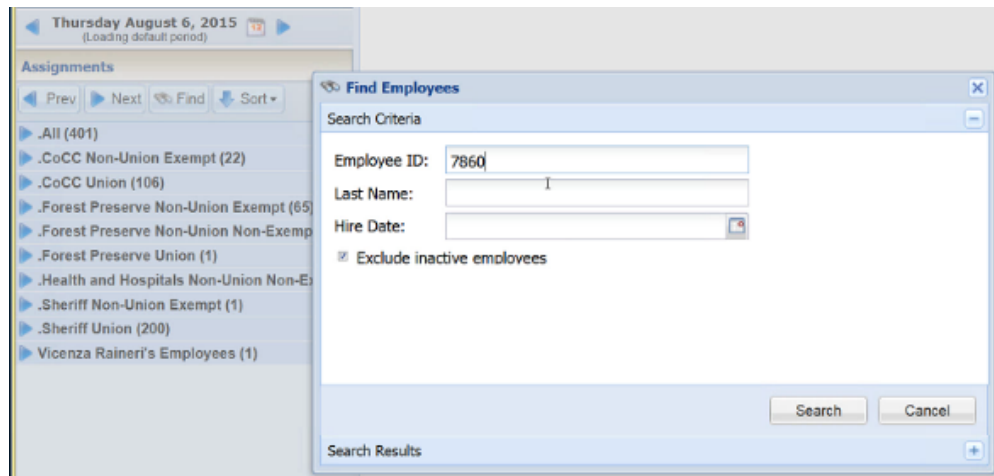 Thursday August 6, 2015 12
(Loading default period)
Assignments
Prev Next Find Sort
.All (401)
.CoCC Non-Union Exempt (22)
.CoCC Union (106)
.Forest Preserve Non-Union Exempt (65)
.Forest Preserve Non-Union Non-Exemp
.Forest Preserve Union (1)
.Health and Hospitals Non-Union Non-Ex
.Sheriff Non-Union Exempt (1)
.Sheriff Union (200)
Vicenza Raineri's Employees (1)
Find Employees
Search Criteria
Employee ID: 7860
Last Name:
Hire Date:
Exclude inactive employees
Search Cancel
Search Results